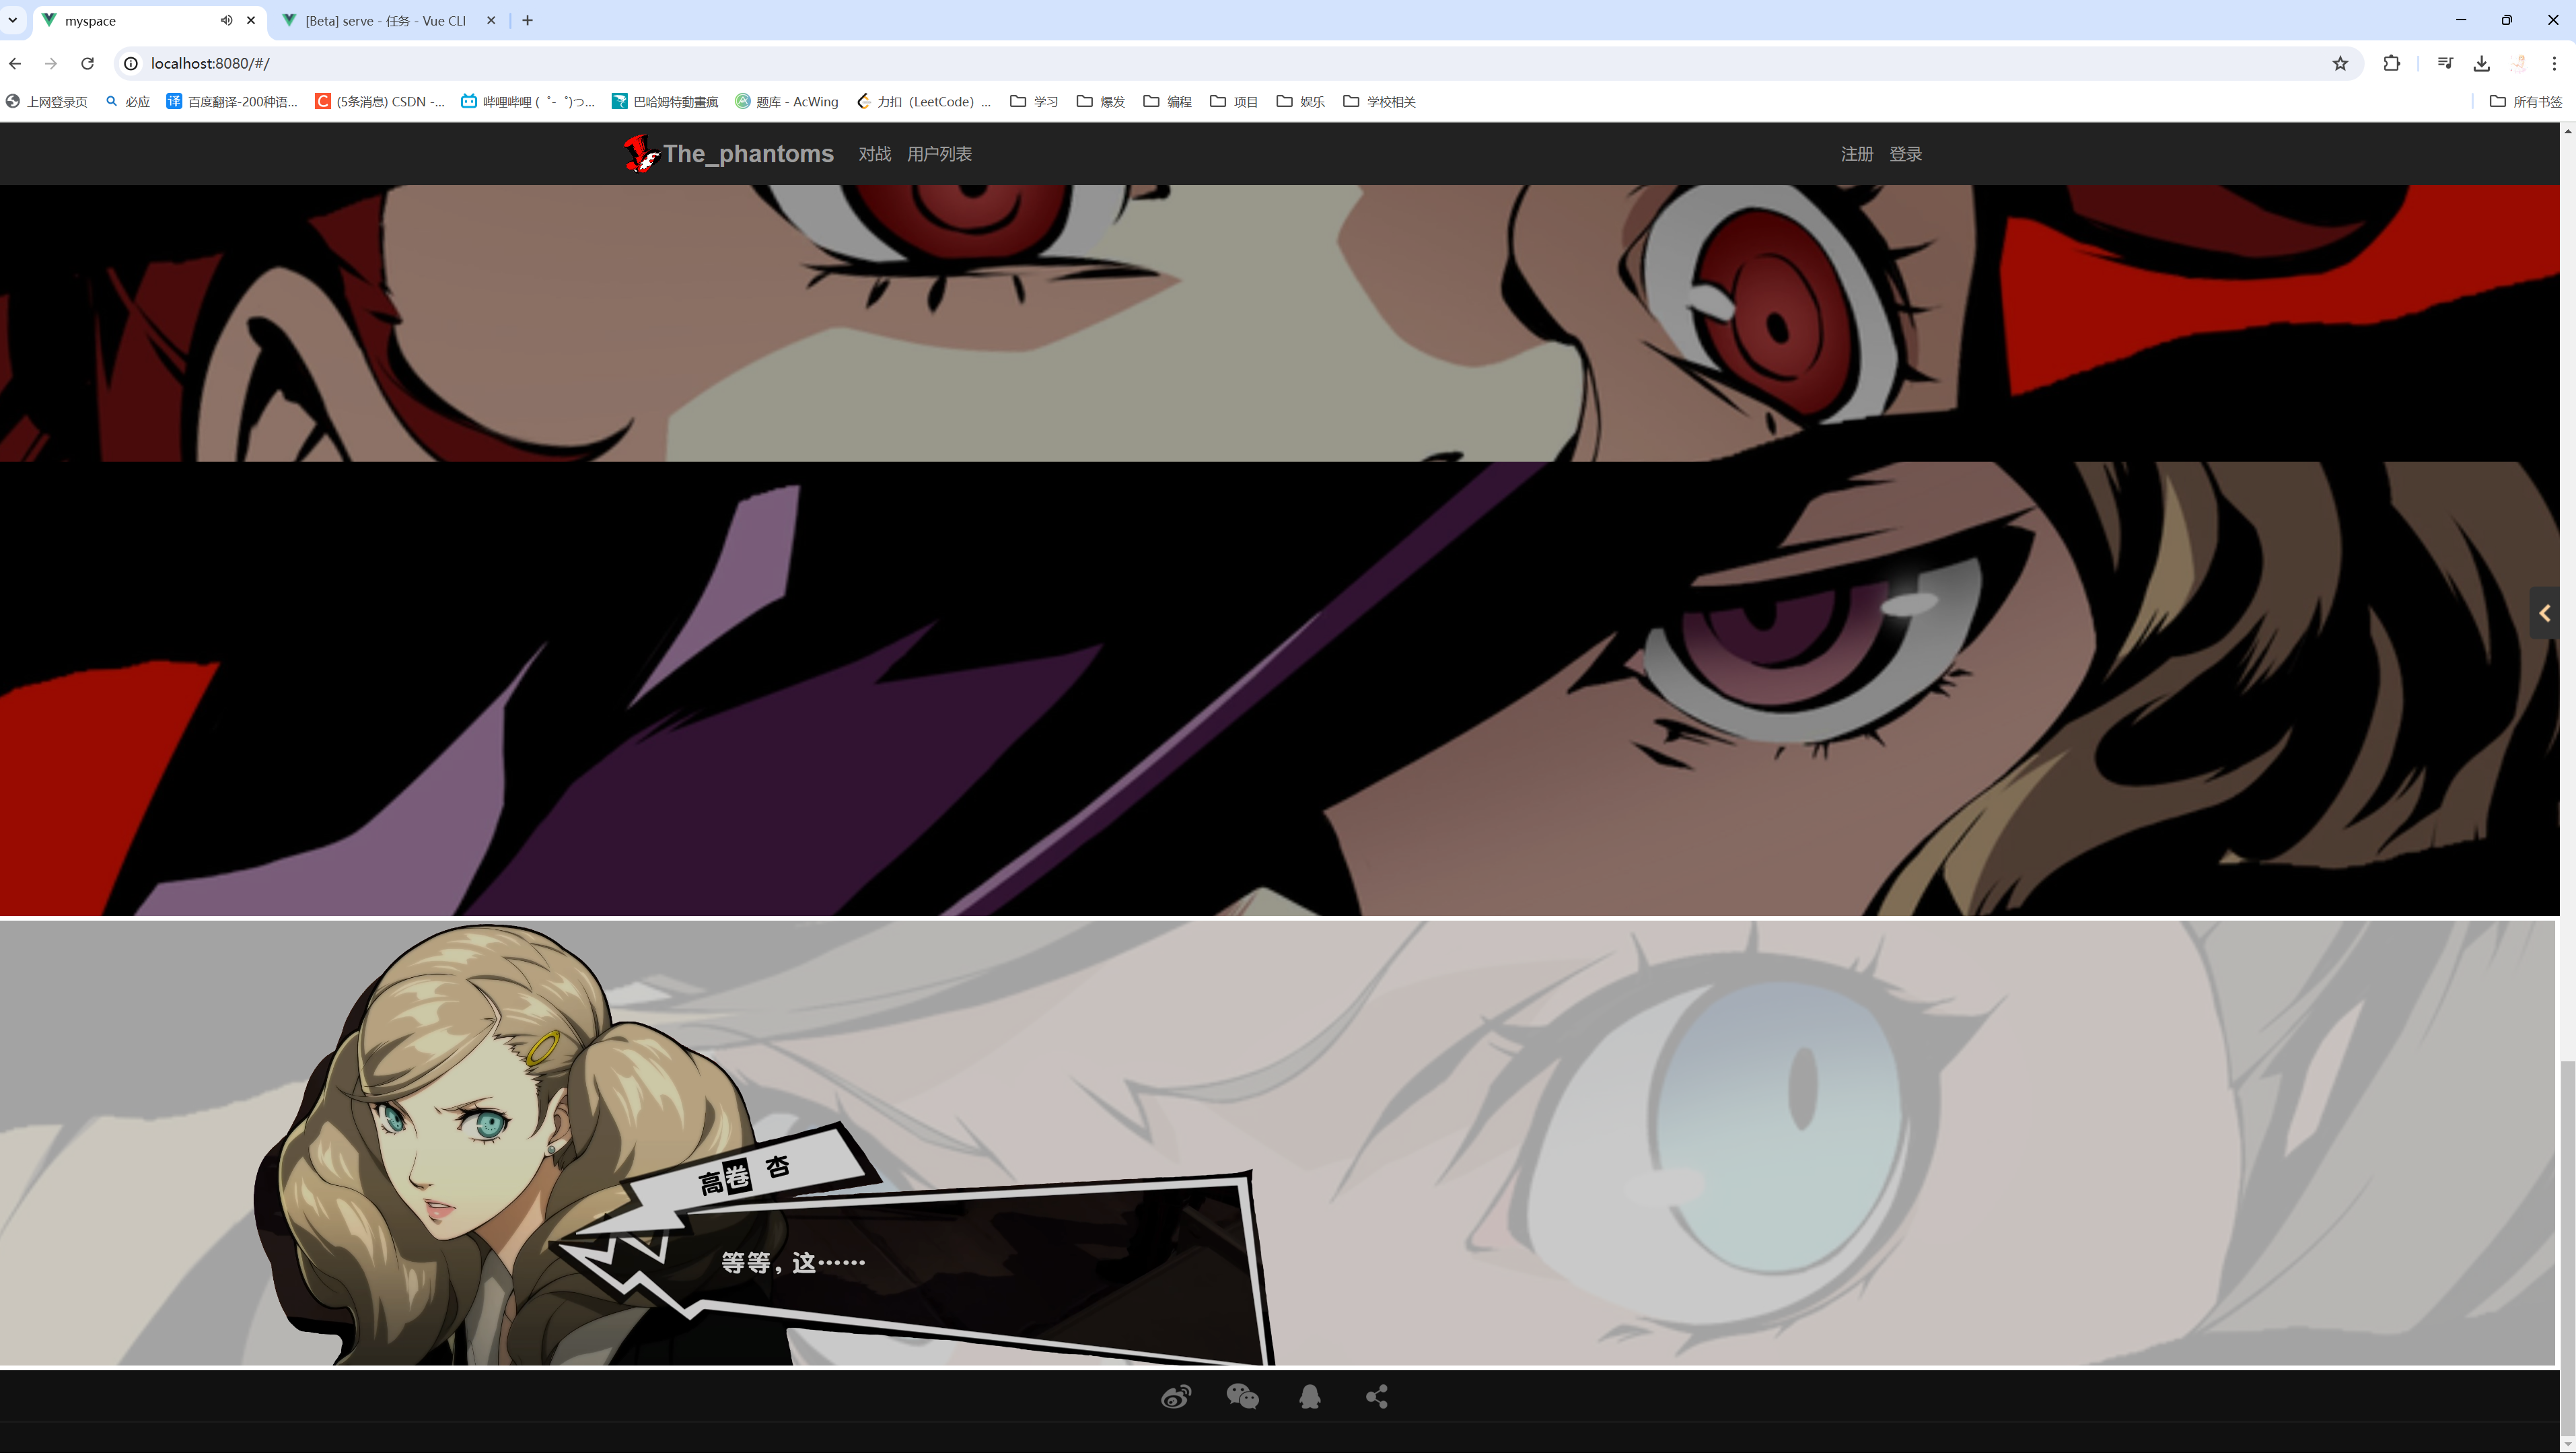 myspace
[Beta] serve - 任务 - Vue CLI
localhost:8080/#/
上网登录页
必应
百度翻译-200种语...
(5条消息) CSDN -...
哔哩哔哩 ( ゜- ゜)つ...
巴哈姆特動畫瘋
题库 - AcWing
力扣（LeetCode）...
学习
爆发
编程
项目
娱乐
学校相关
所有书签
The_phantoms
对战
用户列表
注册
登录
高卷 杏
等等，这……